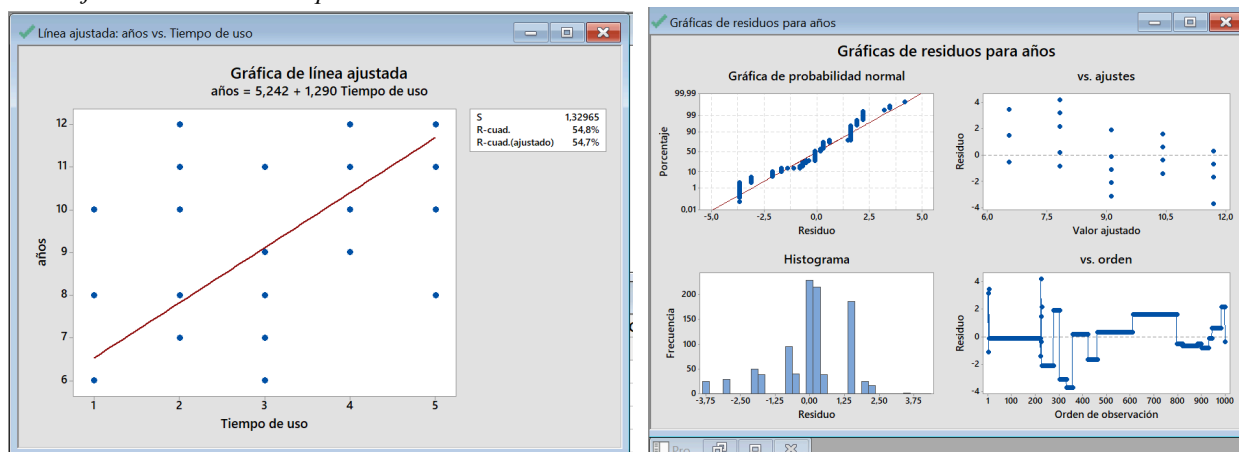 Línea ajustada: años vs. Tiempo de uso
Gráfica de línea ajustada
años = 5,242 + 1,290 Tiempo de uso
S 1,32965
R-cuad. 54,8%
R-cuad.(ajustado) 54,7%
12
11
10
9
8
7
6
años
1 2 3 4 5
Tiempo de uso
Gráficas de residuos para años
Gráficas de residuos para años
Gráfica de probabilidad normal
99,99
99
90
50
10
1
0,01
Porcentaje
-5,0 -2,5 0,0 2,5 5,0
Residuo
vs. ajustes
4
2
0
-2
-4
Residuo
6,0 7,5 9,0 10,5 12,0
Valor ajustado
Histograma
200
150
100
50
0
Frecuencia
-3,75 -2,50 -1,25 0,00 1,25 2,50 3,75
Residuo
vs. orden
4
2
0
-2
-4
Residuo
1 100 200 300 400 500 600 700 800 900 1000
Orden de observación
Pro...